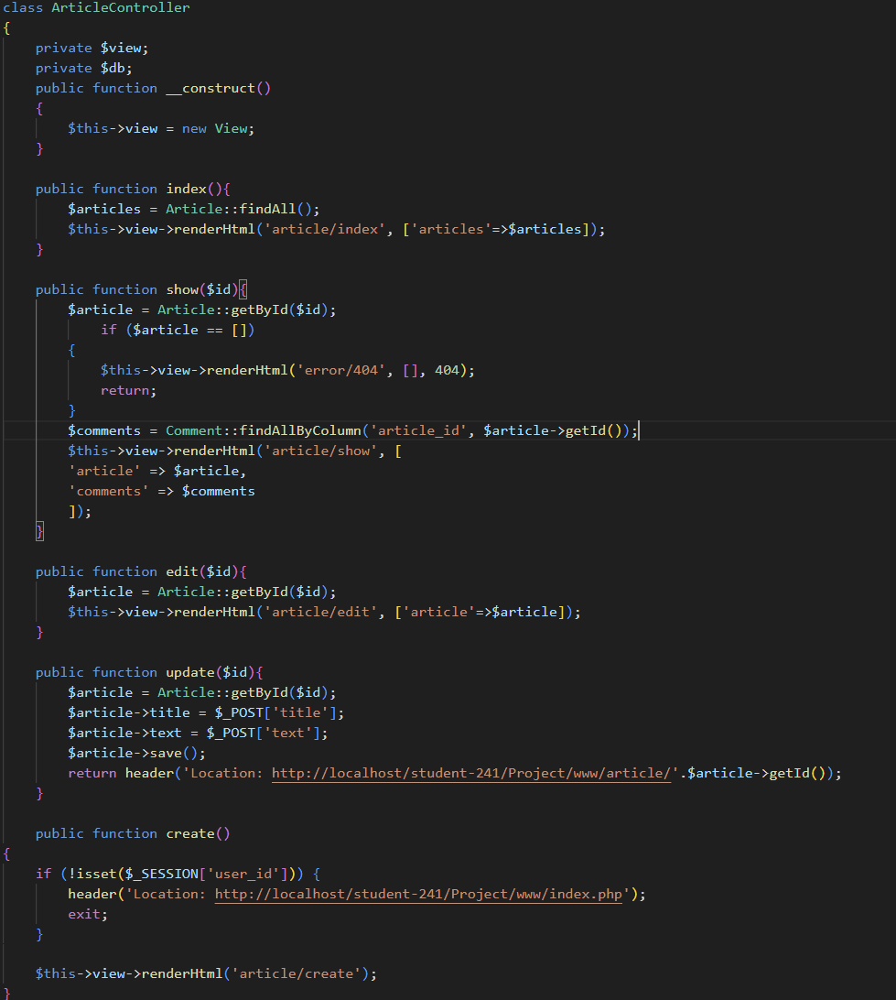 class ArticleController
{
    private $view;
    private $db;
    public function __construct()
    {
        $this->view = new View;
    }

    public function index(){
        $articles = Article::findAll();
        $this->view->renderHtml('article/index', ['articles'=>$articles]);
    }

    public function show($id){
        $article = Article::getById($id);
            if ($article == [])
        {
            $this->view->renderHtml('error/404', [], 404);
            return;
        }
        $comments = Comment::findAllByColumn('article_id', $article->getId());
        $this->view->renderHtml('article/show', [
        'article' => $article,
        'comments' => $comments
        ]);
    }

    public function edit($id){
        $article = Article::getById($id);
        $this->view->renderHtml('article/edit', ['article'=>$article]);
    }

    public function update($id){
        $article = Article::getById($id);
        $article->title = $_POST['title'];
        $article->text = $_POST['text'];
        $article->save();
        return header('Location: http://localhost/student-241/Project/www/article/'.$article->getId());
    }

    public function create()
{
    if (!isset($_SESSION['user_id'])) {
        header('Location: http://localhost/student-241/Project/www/index.php');
        exit;
    }

    $this->view->renderHtml('article/create');
}